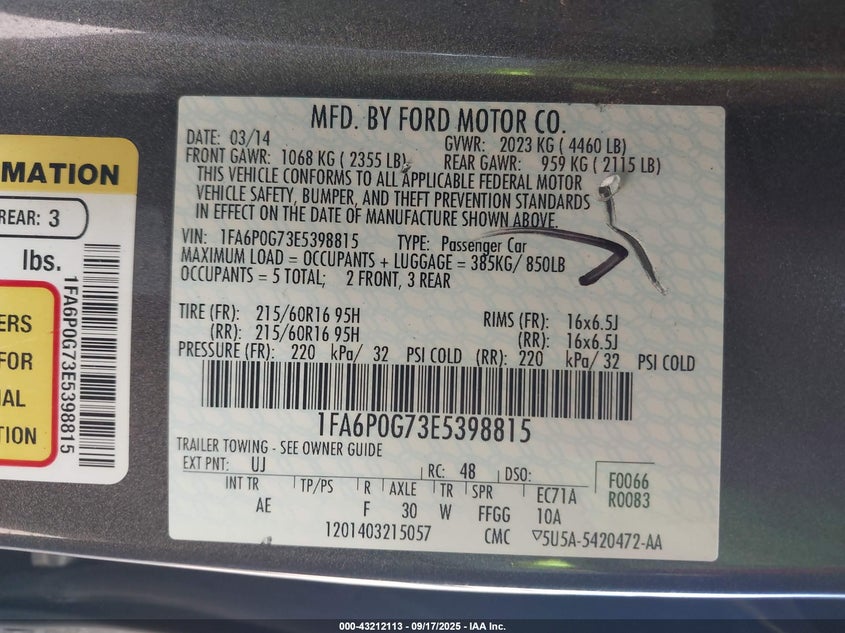 MATION
REAR: 3
lbs.
ERS
FOR
IAL
TION
1FA6P0G73E5398815
MFD. BY FORD MOTOR CO.
DATE: 03/14 GVWR: 2023 KG ( 4460 LB)
FRONT GAWR: 1068 KG ( 2355 LB) REAR GAWR: 959 KG ( 2115 LB)
THIS VEHICLE CONFORMS TO ALL APPLICABLE FEDERAL MOTOR
VEHICLE SAFETY, BUMPER, AND THEFT PREVENTION STANDARDS
IN EFFECT ON THE DATE OF MANUFACTURE SHOWN ABOVE.
VIN: 1FA6P0G73E5398815 TYPE: Passenger Car
MAXIMUM LOAD = OCCUPANTS + LUGGAGE = 385KG/ 850LB
OCCUPANTS = 5 TOTAL; 2 FRONT, 3 REAR
TIRE (FR): 215/60R16 95H RIMS (FR): 16x6.5J
(RR): 215/60R16 95H (RR): 16x6.5J
PRESSURE (FR): 220 kPa/ 32 PSI COLD (RR): 220 kPa/ 32 PSI COLD
1FA6P0G73E5398815
TRAILER TOWING - SEE OWNER GUIDE
EXT PNT: UJ RC: 48 DSO:
INT TR TP/PS R AXLE TR SPR EC71A
AE F 30 W FFGG 10A
1201403215057 CMC ▽5U5A-5420472-AA
F0066
R0083
000-43212113 - 09/17/2025 - IAA Inc.